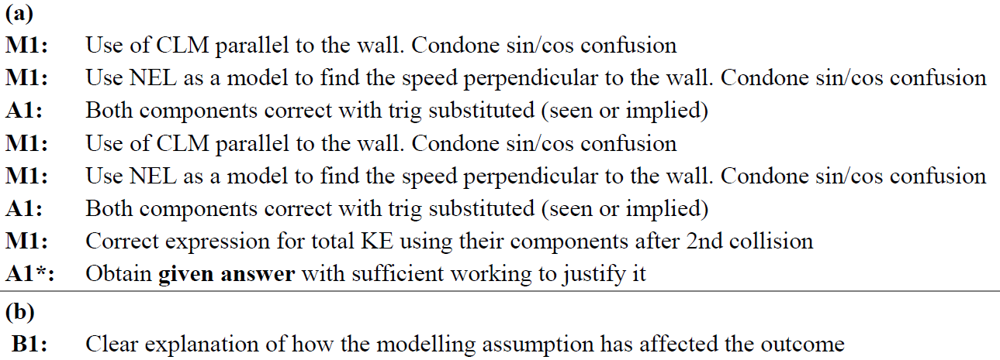 (a)
M1: Use of CLM parallel to the wall. Condone sin/cos confusion
M1: Use NEL as a model to find the speed perpendicular to the wall. Condone sin/cos confusion
A1: Both components correct with trig substituted (seen or implied)
M1: Use of CLM parallel to the wall. Condone sin/cos confusion
M1: Use NEL as a model to find the speed perpendicular to the wall. Condone sin/cos confusion
A1: Both components correct with trig substituted (seen or implied)
M1: Correct expression for total KE using their components after 2nd collision
A1*: Obtain given answer with sufficient working to justify it
(b)
B1: Clear explanation of how the modelling assumption has affected the outcome